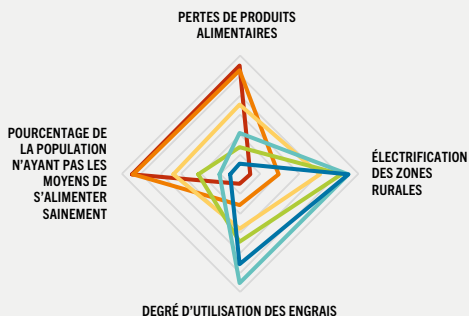 PERTES DE PRODUITS
ALIMENTAIRES
POURCENTAGE DE
LA POPULATION
N'AYANT PAS LES
MOYENS DE
S'ALIMENTER
SAINEMENT
ÉLECTRIFICATION
DES ZONES
RURALES
DEGRÉ D'UTILISATION DES ENGRAIS